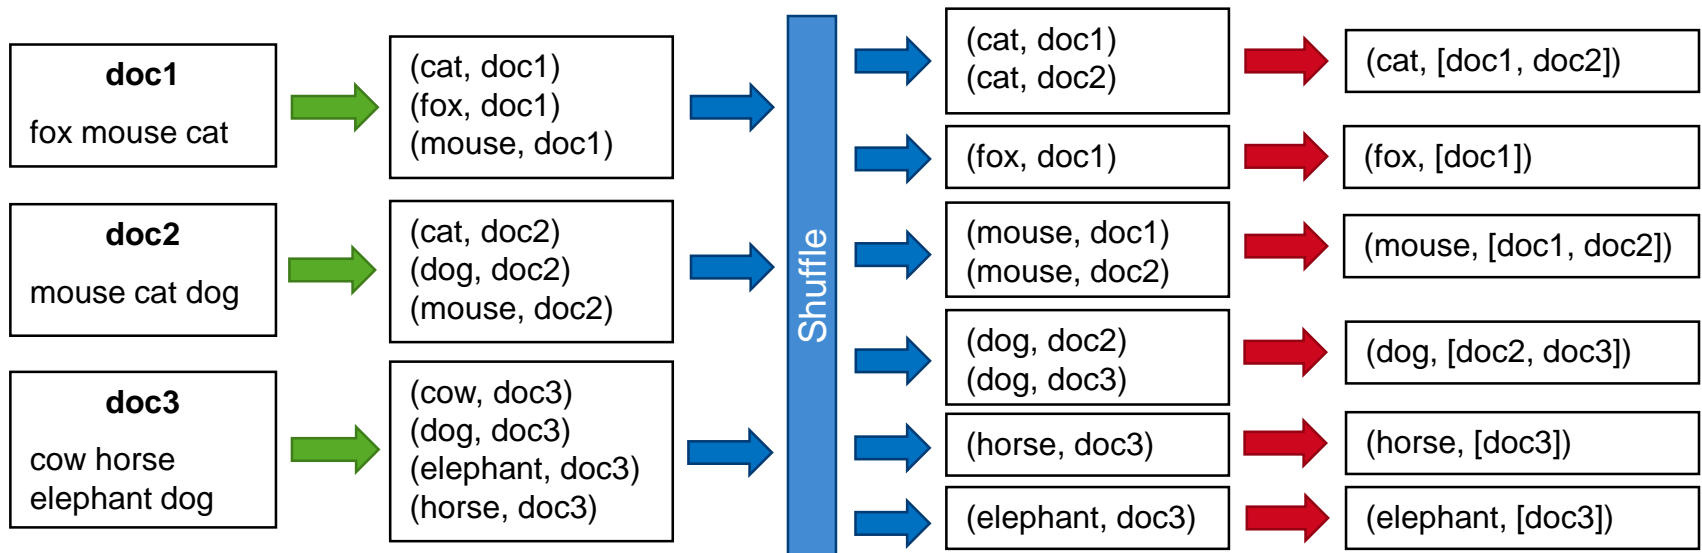 doc1
fox mouse cat
doc2
mouse cat dog
doc3
cow horse
elephant dog
(cat, doc1)
(fox, doc1)
(mouse, doc1)
(cat, doc2)
(dog, doc2)
(mouse, doc2)
(cow, doc3)
(dog, doc3)
(elephant, doc3)
(horse, doc3)
Shuffle
(cat, doc1)
(cat, doc2)
(fox, doc1)
(mouse, doc1)
(mouse, doc2)
(dog, doc2)
(dog, doc3)
(horse, doc3)
(elephant, doc3)
(cat, [doc1, doc2])
(fox, [doc1])
(mouse, [doc1, doc2])
(dog, [doc2, doc3])
(horse, [doc3])
(elephant, [doc3])